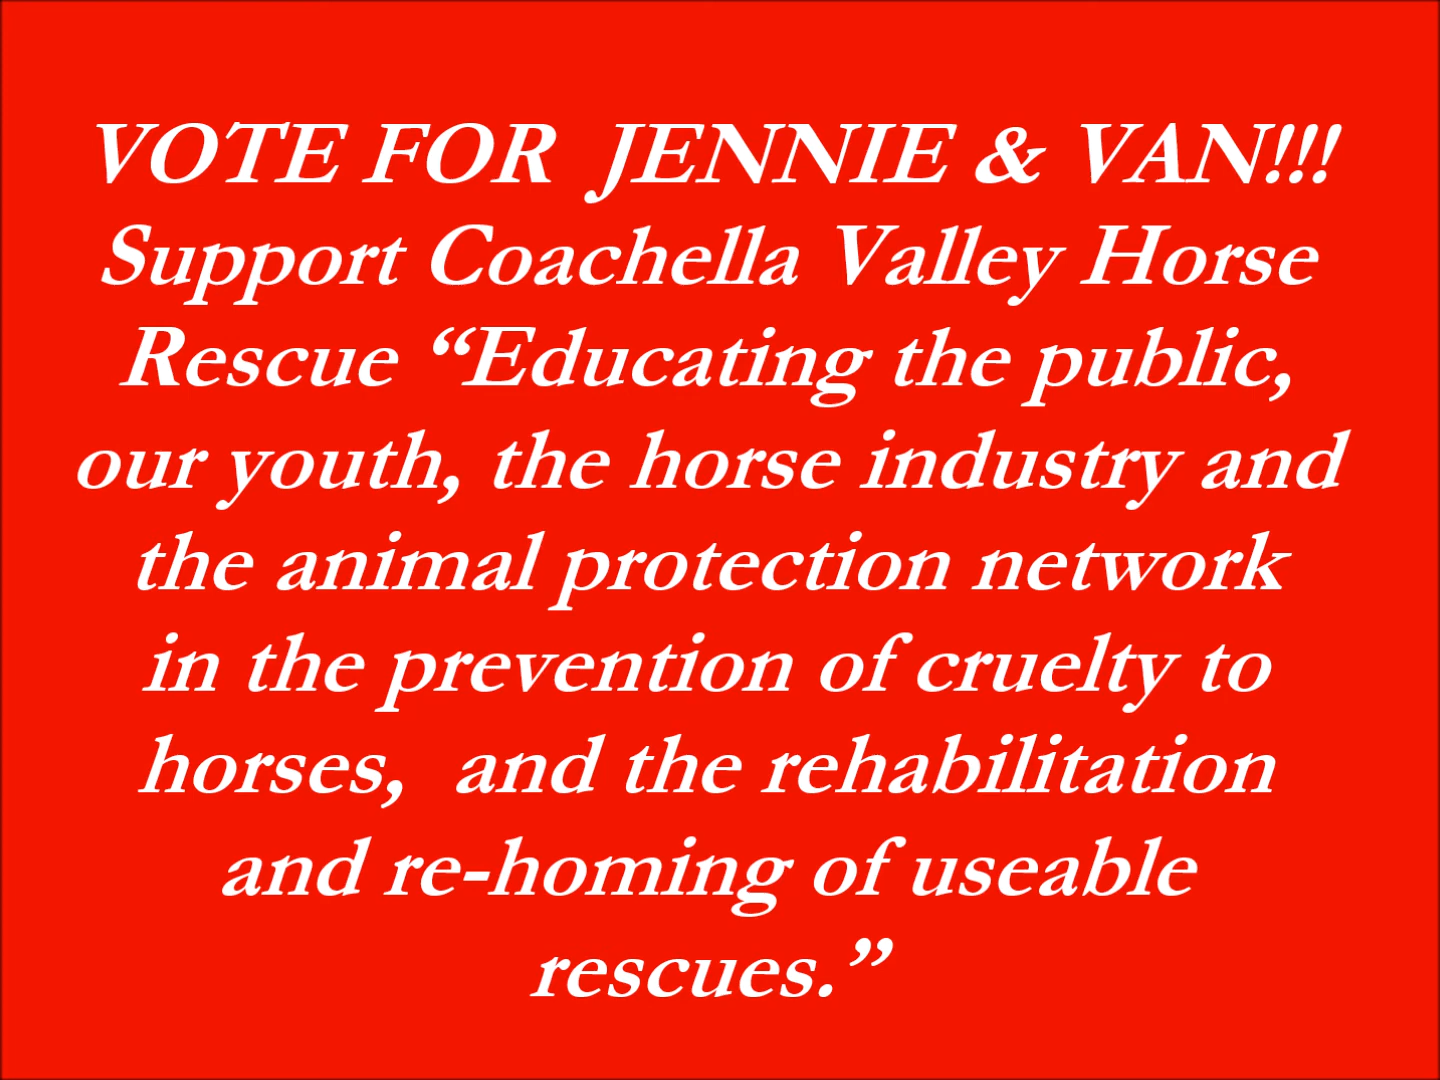 VOTE FOR  JENNIE & VAN!!!
Support Coachella Valley Horse
Rescue “Educating the public,
our youth, the horse industry and
the animal protection network
in the prevention of cruelty to
horses,  and the rehabilitation
and re-homing of useable
rescues.”